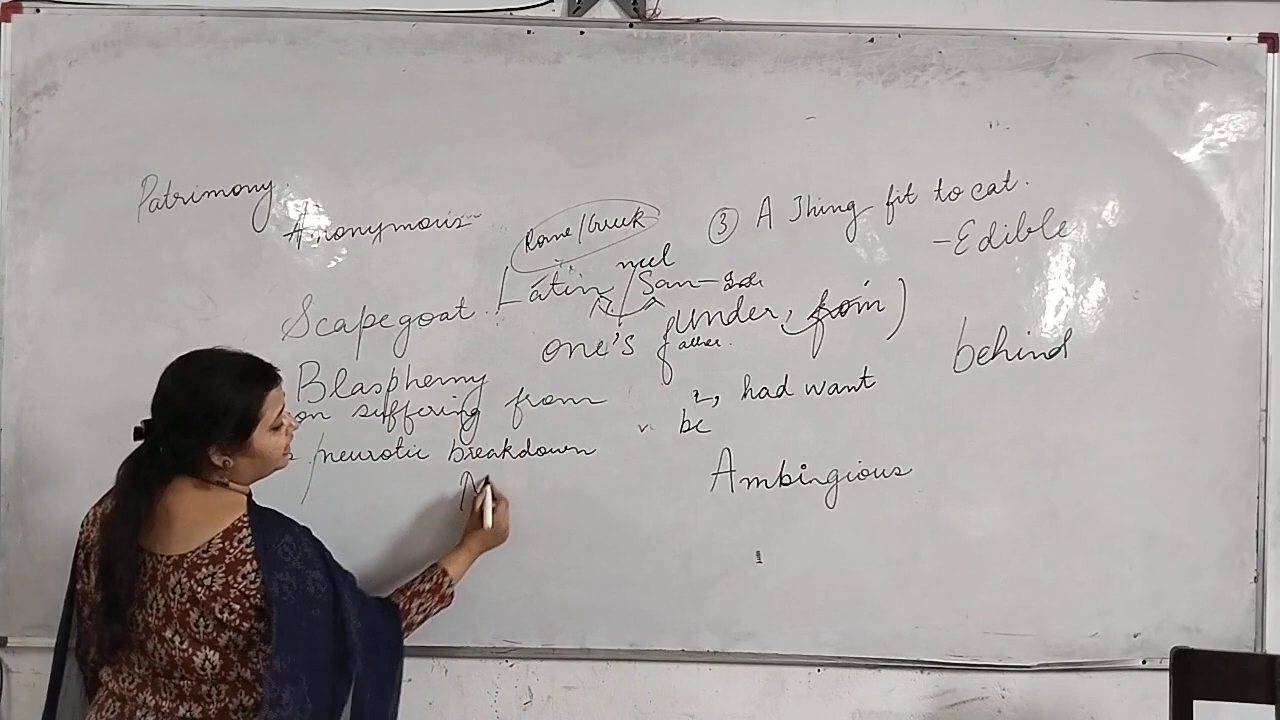 Patrimony.
Anonymous
Rome/Greek
③ A Thing fit to eat.
- Edible
Latin / San-
Scapegoat.
one's father.
under, from)
behind
Blasphemy
on suffering from
had want
be
neurotic breakdown
Ambingious
N